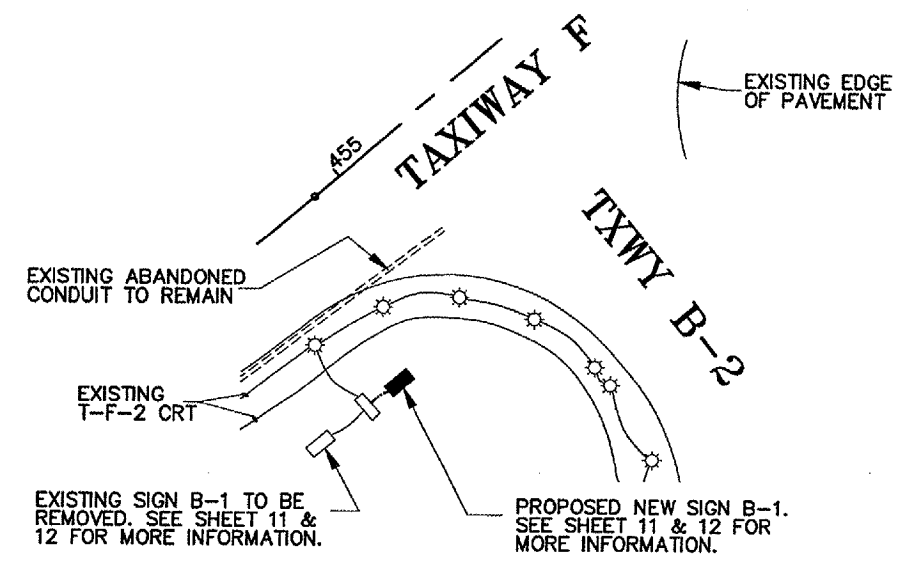 TAXIWAY F
EXISTING EDGE
OF PAVEMENT
455
TXWY B-2
EXISTING ABANDONED
CONDUIT TO REMAIN
EXISTING
T-F-2 CRT
EXISTING SIGN B-1 TO BE
REMOVED. SEE SHEET 11 &
12 FOR MORE INFORMATION.
PROPOSED NEW SIGN B-1.
SEE SHEET 11 & 12 FOR
MORE INFORMATION.